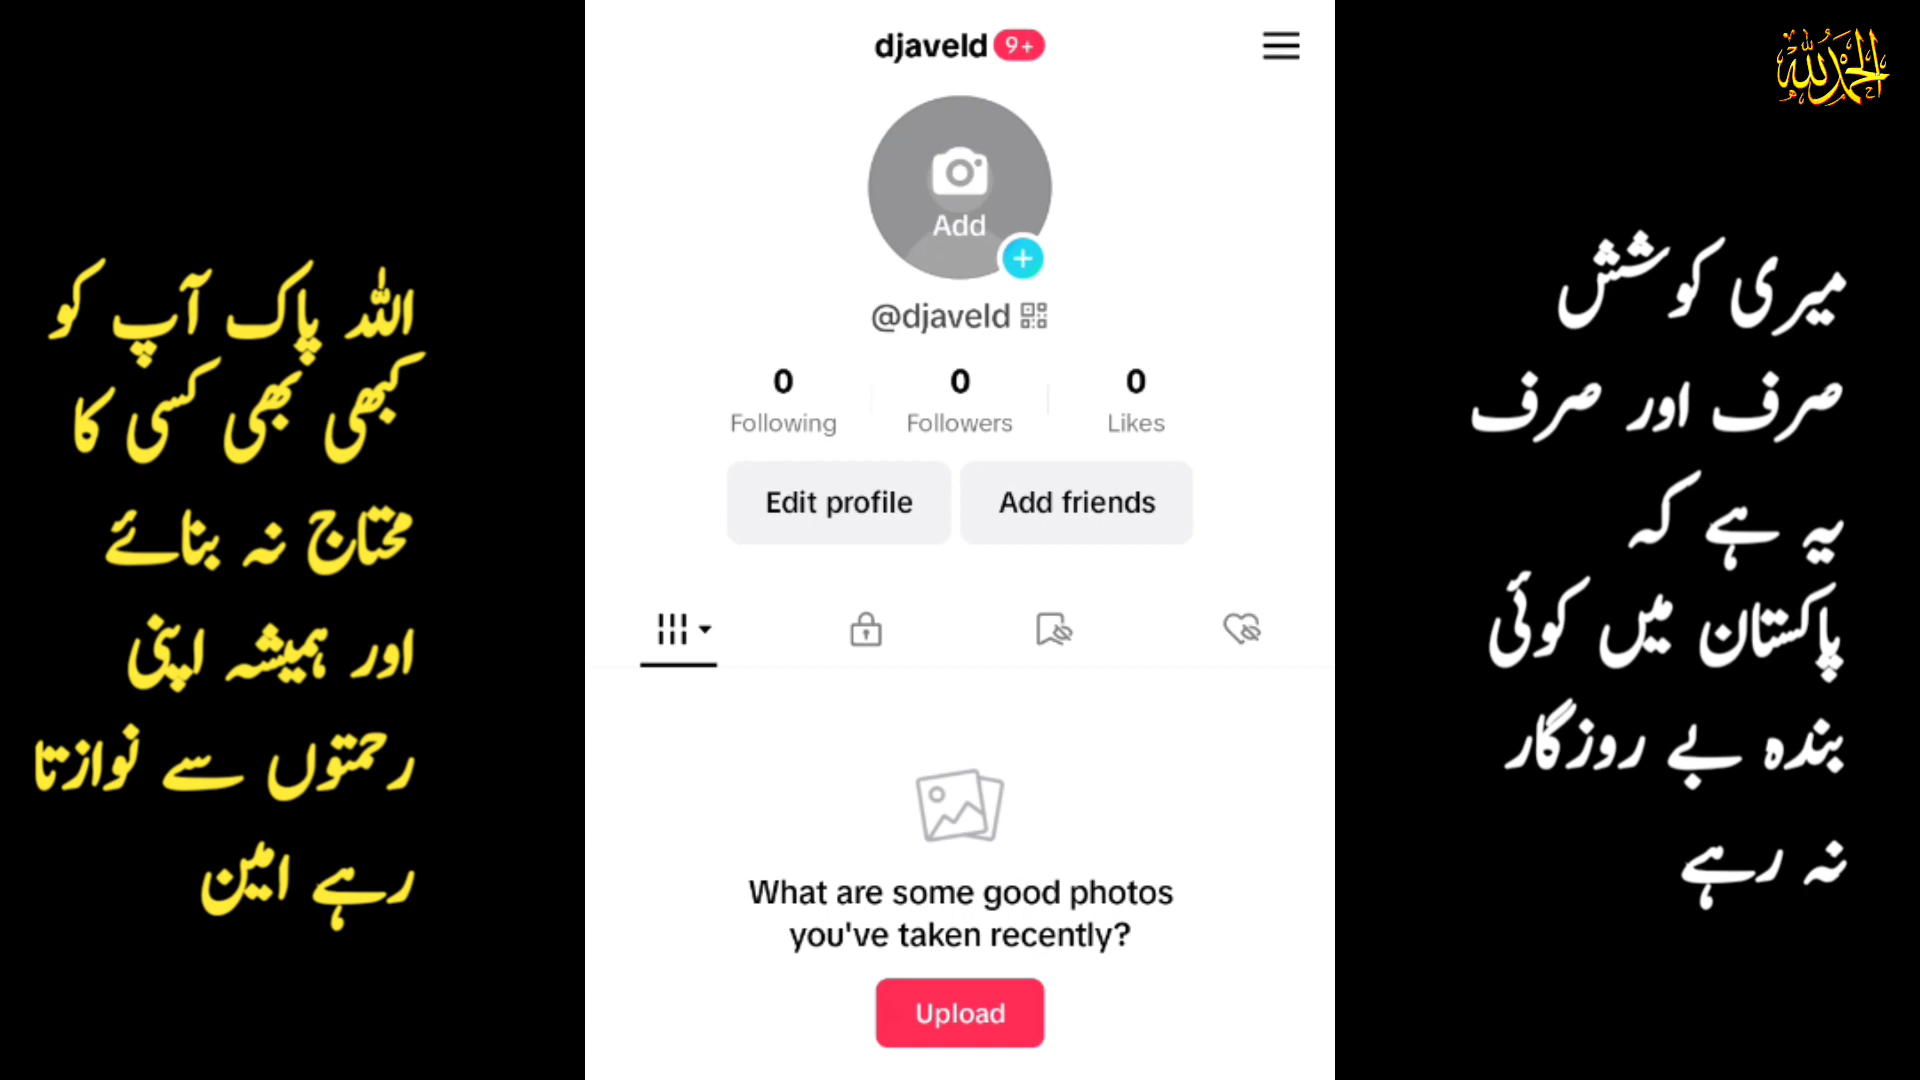 djaveld 9+
الحمدللہ
Add
@djaveld
0 Following
0 Followers
0 Likes
Edit profile
Add friends
What are some good photos
you've taken recently?
Upload
اللہ پاک آپ کو
کبھی بھی کسی کا
محتاج نہ بنائے
اور ہمیشہ اپنی
رحمتوں سے نوازتا
رہے امین
میری کوشش
صرف اور صرف
یہ ہے کہ
پاکستان میں کوئی
بندہ بے روزگار
نہ رہے